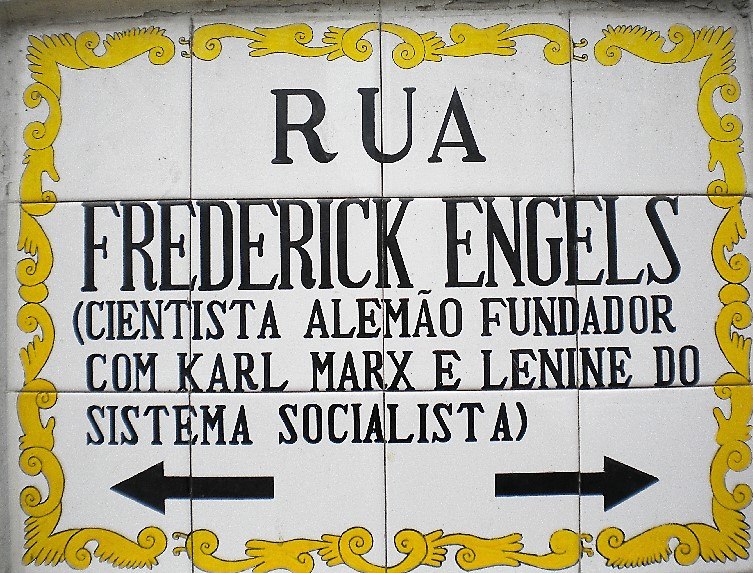 RUA
FREDERICK ENGELS
(CIENTISTA ALEMÃO FUNDADOR
COM KARL MARX E LENINE DO
SISTEMA SOCIALISTA)